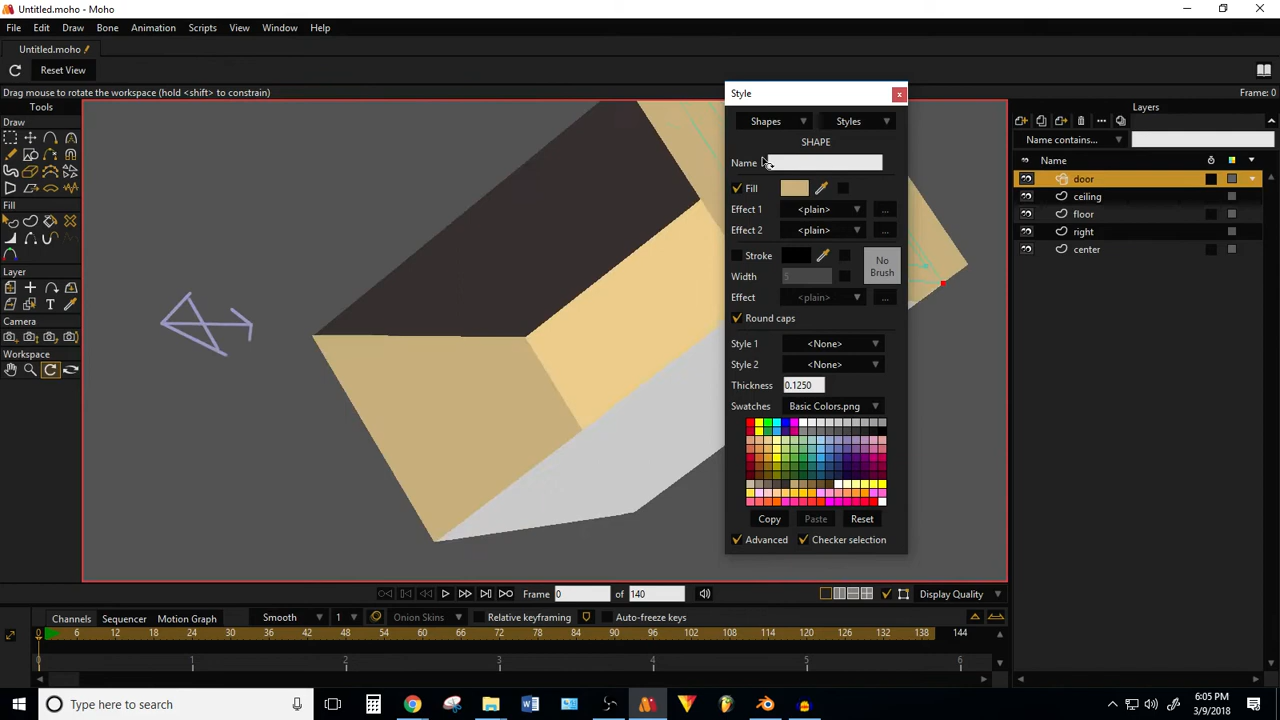 Untitled.moho - Moho
File Edit Draw Bone Animation Scripts View Window Help
Untitled.moho
Reset View
Drag mouse to rotate the workspace (hold <shift> to constrain)
Frame: 0
Tools
Draw
Fill
Layer
Camera
Workspace
Style
Shapes Styles
SHAPE
Name
Fill
Effect 1 <plain> ...
Effect 2 <plain> ...
Stroke
No Brush
Width 5
Effect <plain> ...
Round caps
Style 1 <None>
Style 2 <None>
Thickness 0.1250
Swatches Basic Colors.png
Copy Paste Reset
Advanced Checker selection
Layers
Name contains...
Name
door
ceiling
floor
right
center
Frame 0 of 140 Display Quality
Channels Sequencer Motion Graph Smooth 1 Onion Skins Relative keyframing Auto-freeze keys
0 6 12 18 24 30 36 42 48 54 60 66 72 78 84 90 96 102 108 114 120 126 132 138 144
0 1 2 3 4 5 6
Type here to search
6:05 PM
3/9/2018